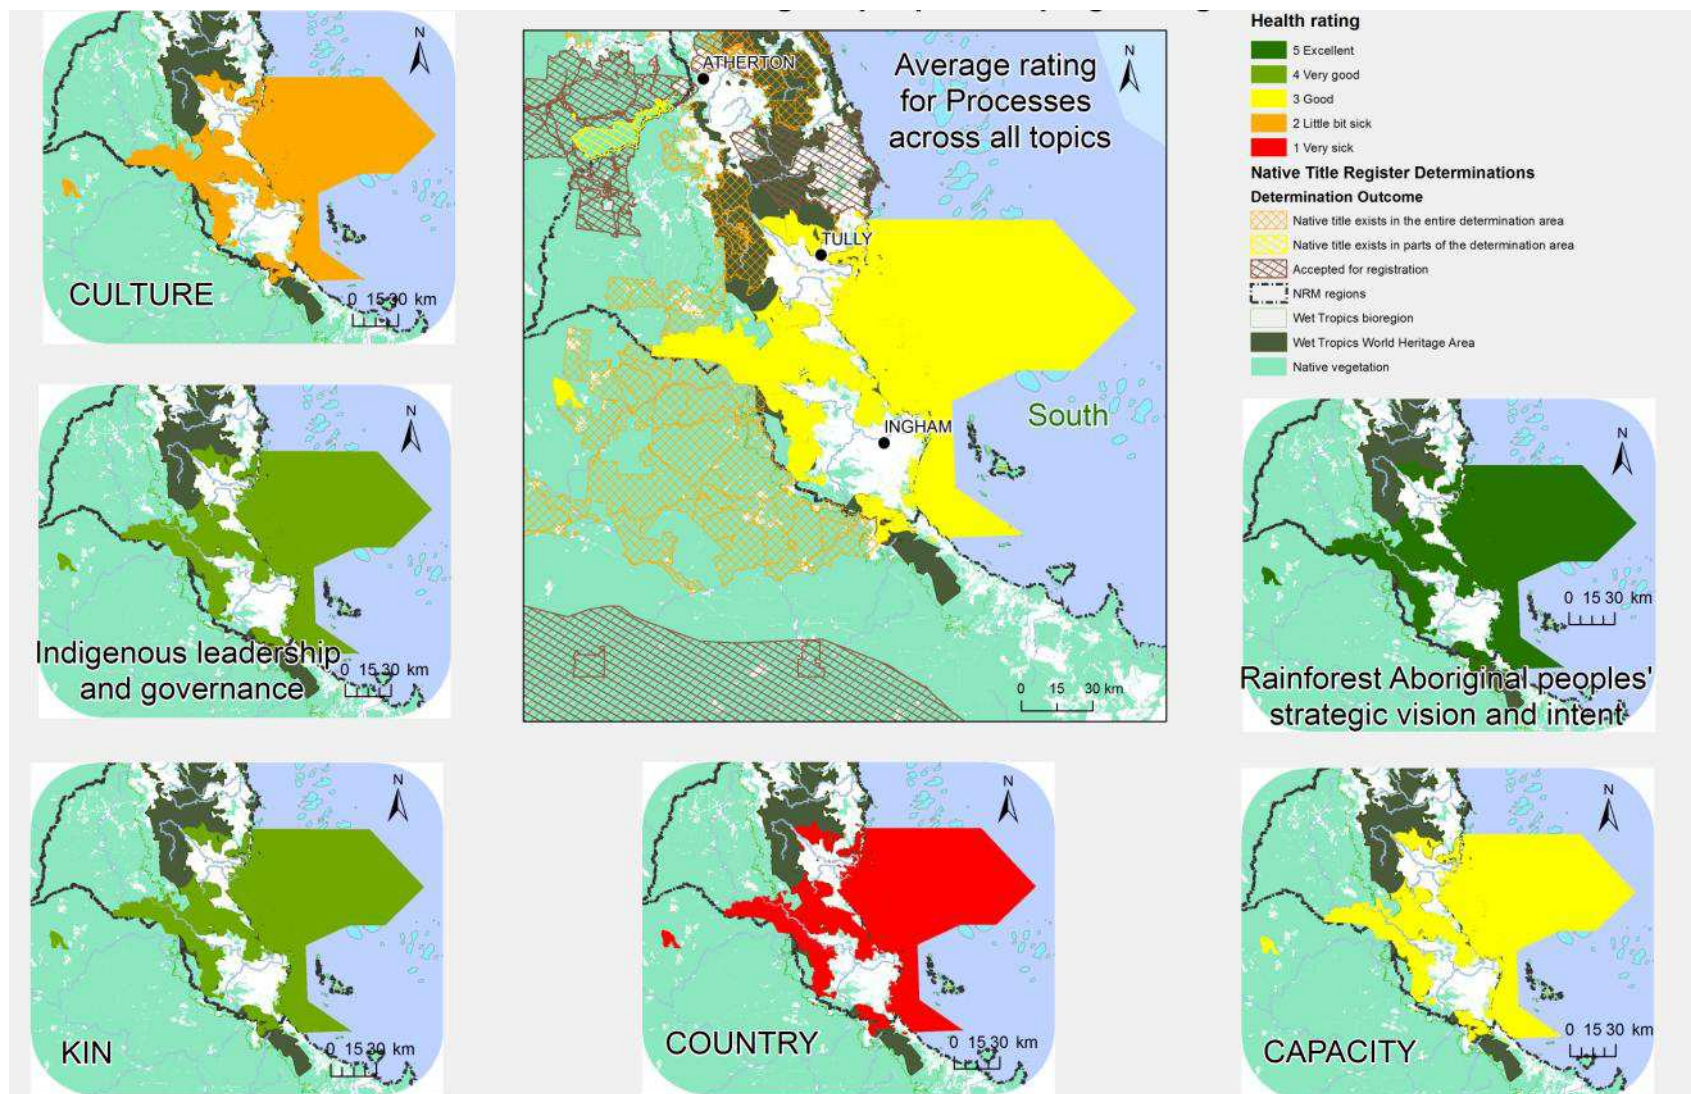 N
CULTURE
0 15 30 km
ATHERTON
Average rating
for Processes
across all topics
N
TULLY
INGHAM
South
0 15 30 km
Health rating
5 Excellent
4 Very good
3 Good
2 Little bit sick
1 Very sick
Native Title Register Determinations
Determination Outcome
Native title exists in the entire determination area
Native title exists in parts of the determination area
Accepted for registration
NRM regions
Wet Tropics bioregion
Wet Tropics World Heritage Area
Native vegetation
N
Indigenous leadership
and governance
0 15 30 km
N
0 15 30 km
Rainforest Aboriginal peoples'
strategic vision and intent
N
KIN
0 15 30 km
N
COUNTRY
0 15 30 km
N
CAPACITY
0 15 30 km